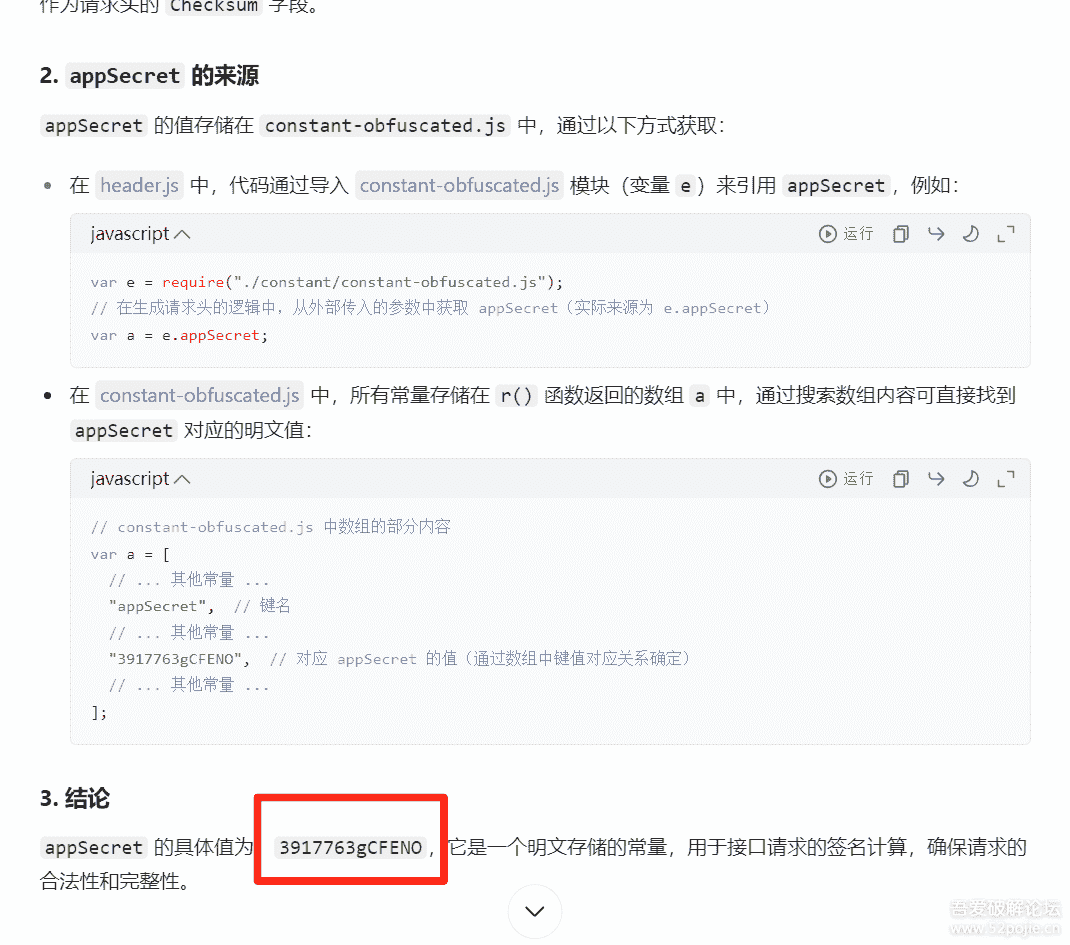 作为请求头的 Checksum 字段。
2. appSecret 的来源
appSecret 的值存储在 constant-obfuscated.js 中，通过以下方式获取：
• 在 header.js 中，代码通过导入 constant-obfuscated.js 模块（变量 e ）来引用 appSecret，例如：
javascript 运行
var e = require("./constant/constant-obfuscated.js");
// 在生成请求头的逻辑中，从外部传入的参数中获取 appSecret（实际来源为 e.appSecret）
var a = e.appSecret;
• 在 constant-obfuscated.js 中，所有常量存储在 r() 函数返回的数组 a 中，通过搜索数组内容可直接找到
appSecret 对应的明文值：
javascript 运行
// constant-obfuscated.js 中数组的部分内容
var a = [
// ... 其他常量 ...
"appSecret", // 键名
// ... 其他常量 ...
"3917763gCFENO", // 对应 appSecret 的值（通过数组中键值对应关系确定）
// ... 其他常量 ...
];
3. 结论
appSecret 的具体值为 3917763gCFENO，它是一个明文存储的常量，用于接口请求的签名计算，确保请求的
合法性和完整性。
吾爱破解论坛
www.52pojie.cn